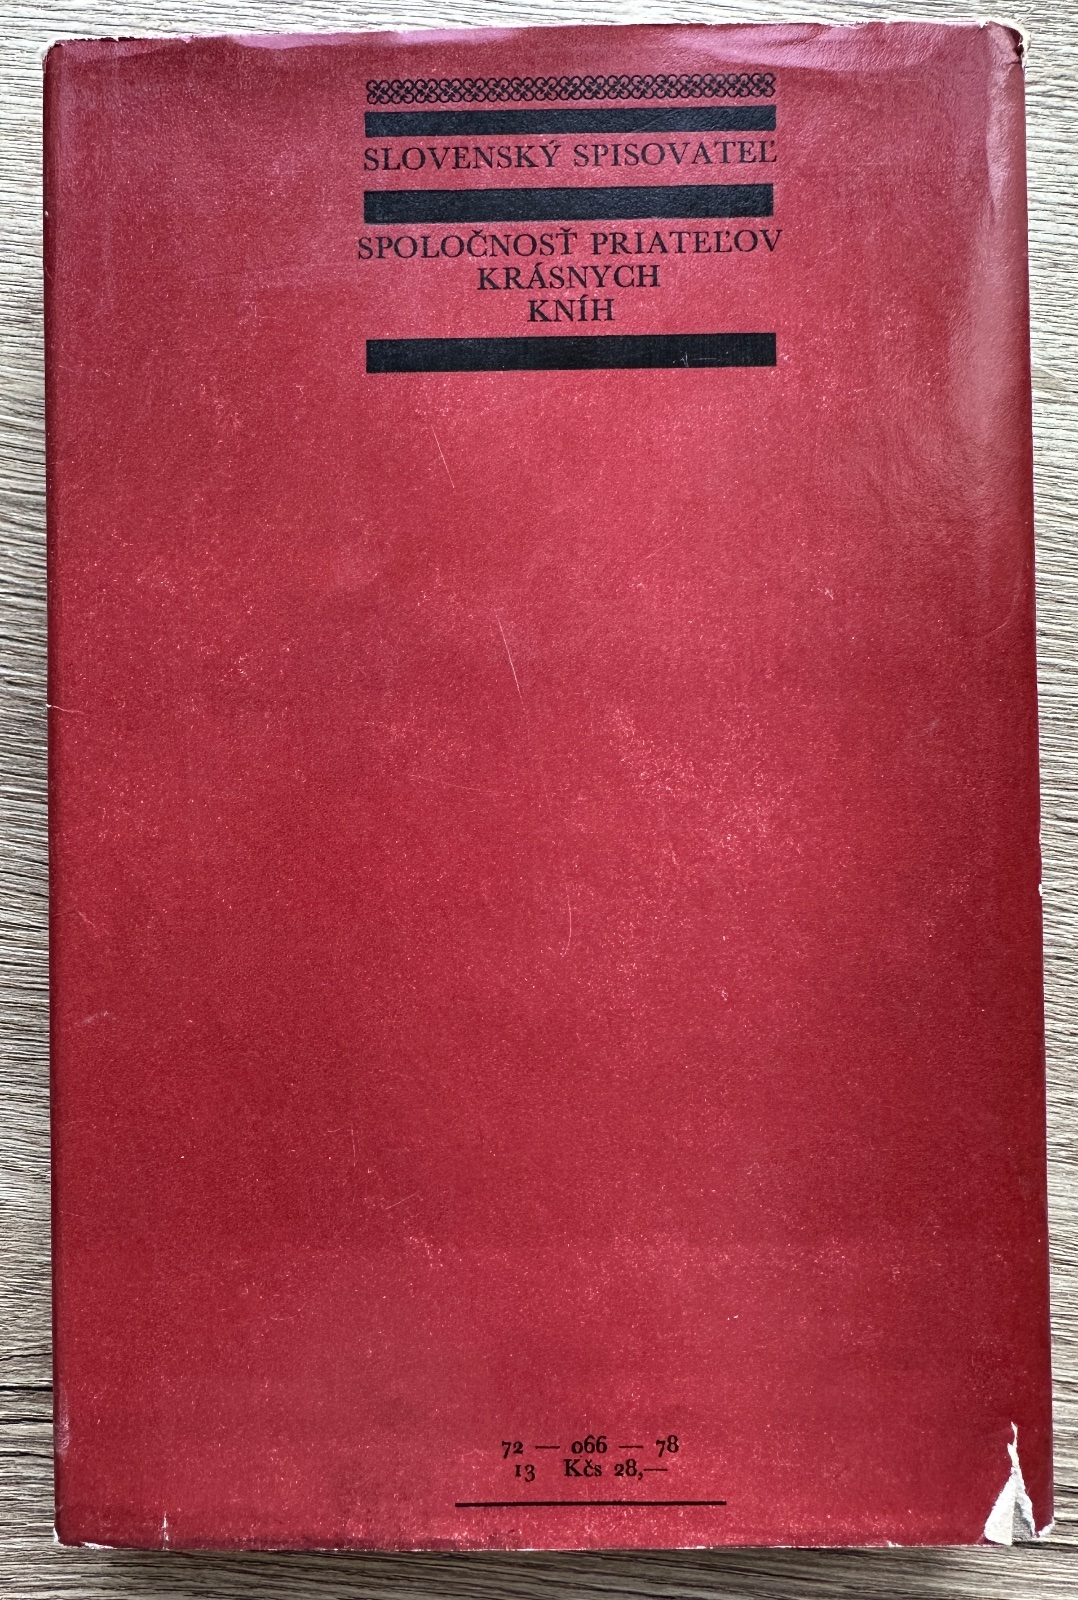 SLOVENSKÝ SPISOVATEĽ
SPOLOČNOSŤ PRIATEĽOV
KRÁSNYCH
KNÍH
72 — 066 — 78
13 Kčs 28,—